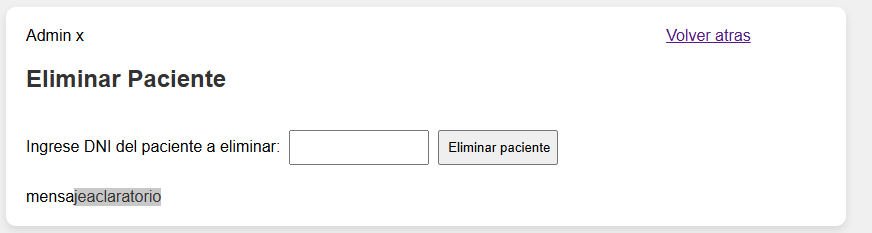 Admin x Volver atras
Eliminar Paciente
Ingrese DNI del paciente a eliminar: Eliminar paciente
mensajeaclaratorio